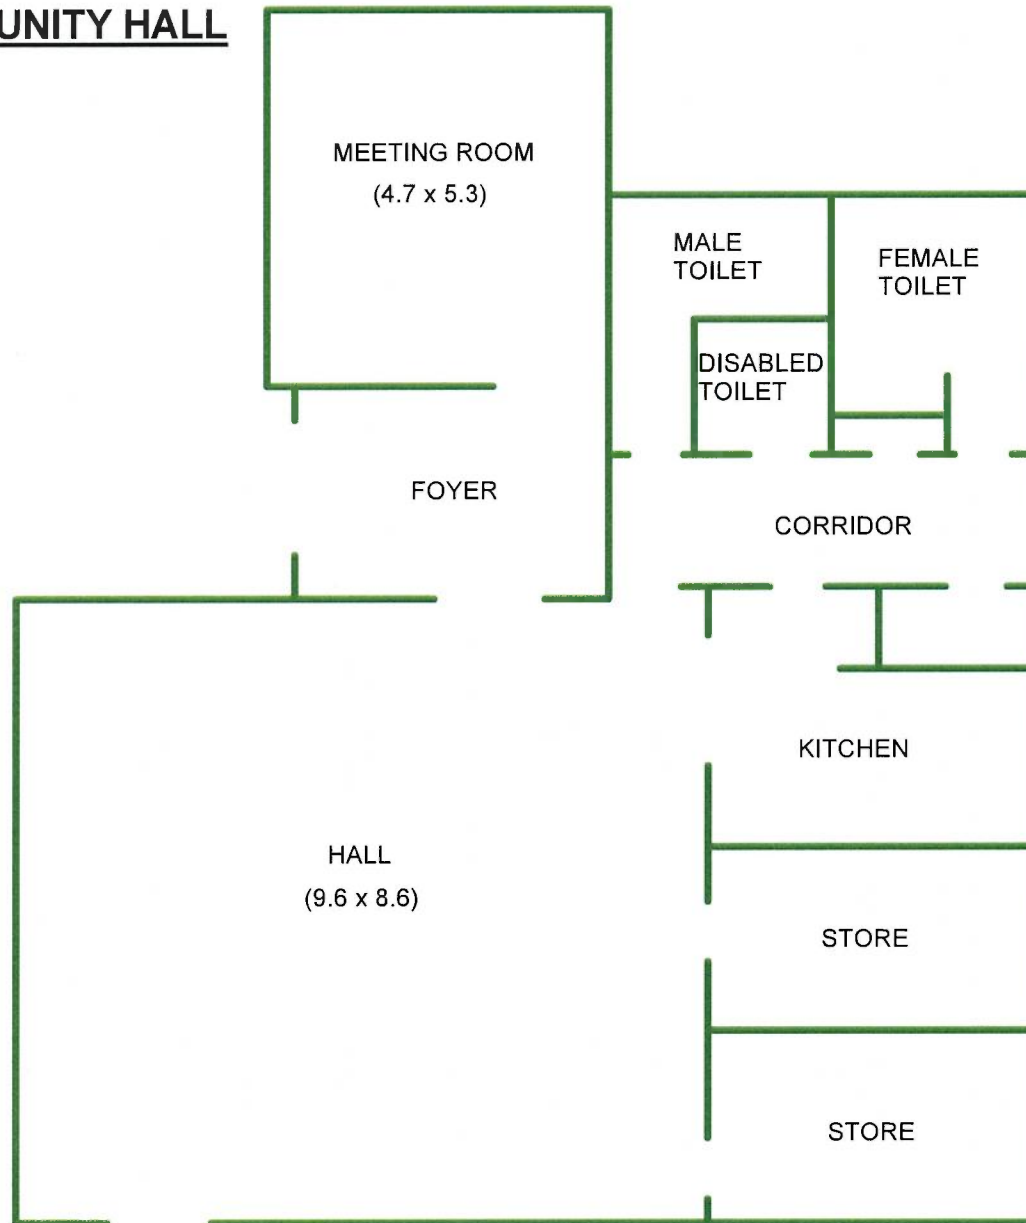 UNITY HALL
MEETING ROOM
(4.7 x 5.3)
MALE
TOILET
FEMALE
TOILET
DISABLED
TOILET
FOYER
CORRIDOR
KITCHEN
HALL
(9.6 x 8.6)
STORE
STORE